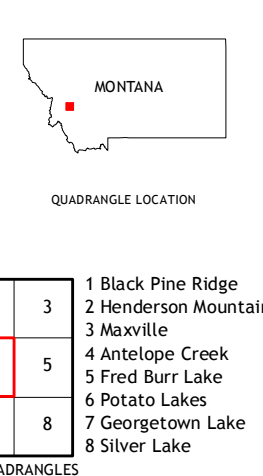 MONTANA
QUADRANGLE LOCATION
1 Black Pine Ridge
2 Henderson Mountain
3 Maxville
4 Antelope Creek
5 Fred Burr Lake
6 Potato Lakes
7 Georgetown Lake
8 Silver Lake
3
5
8
ADRANGLES